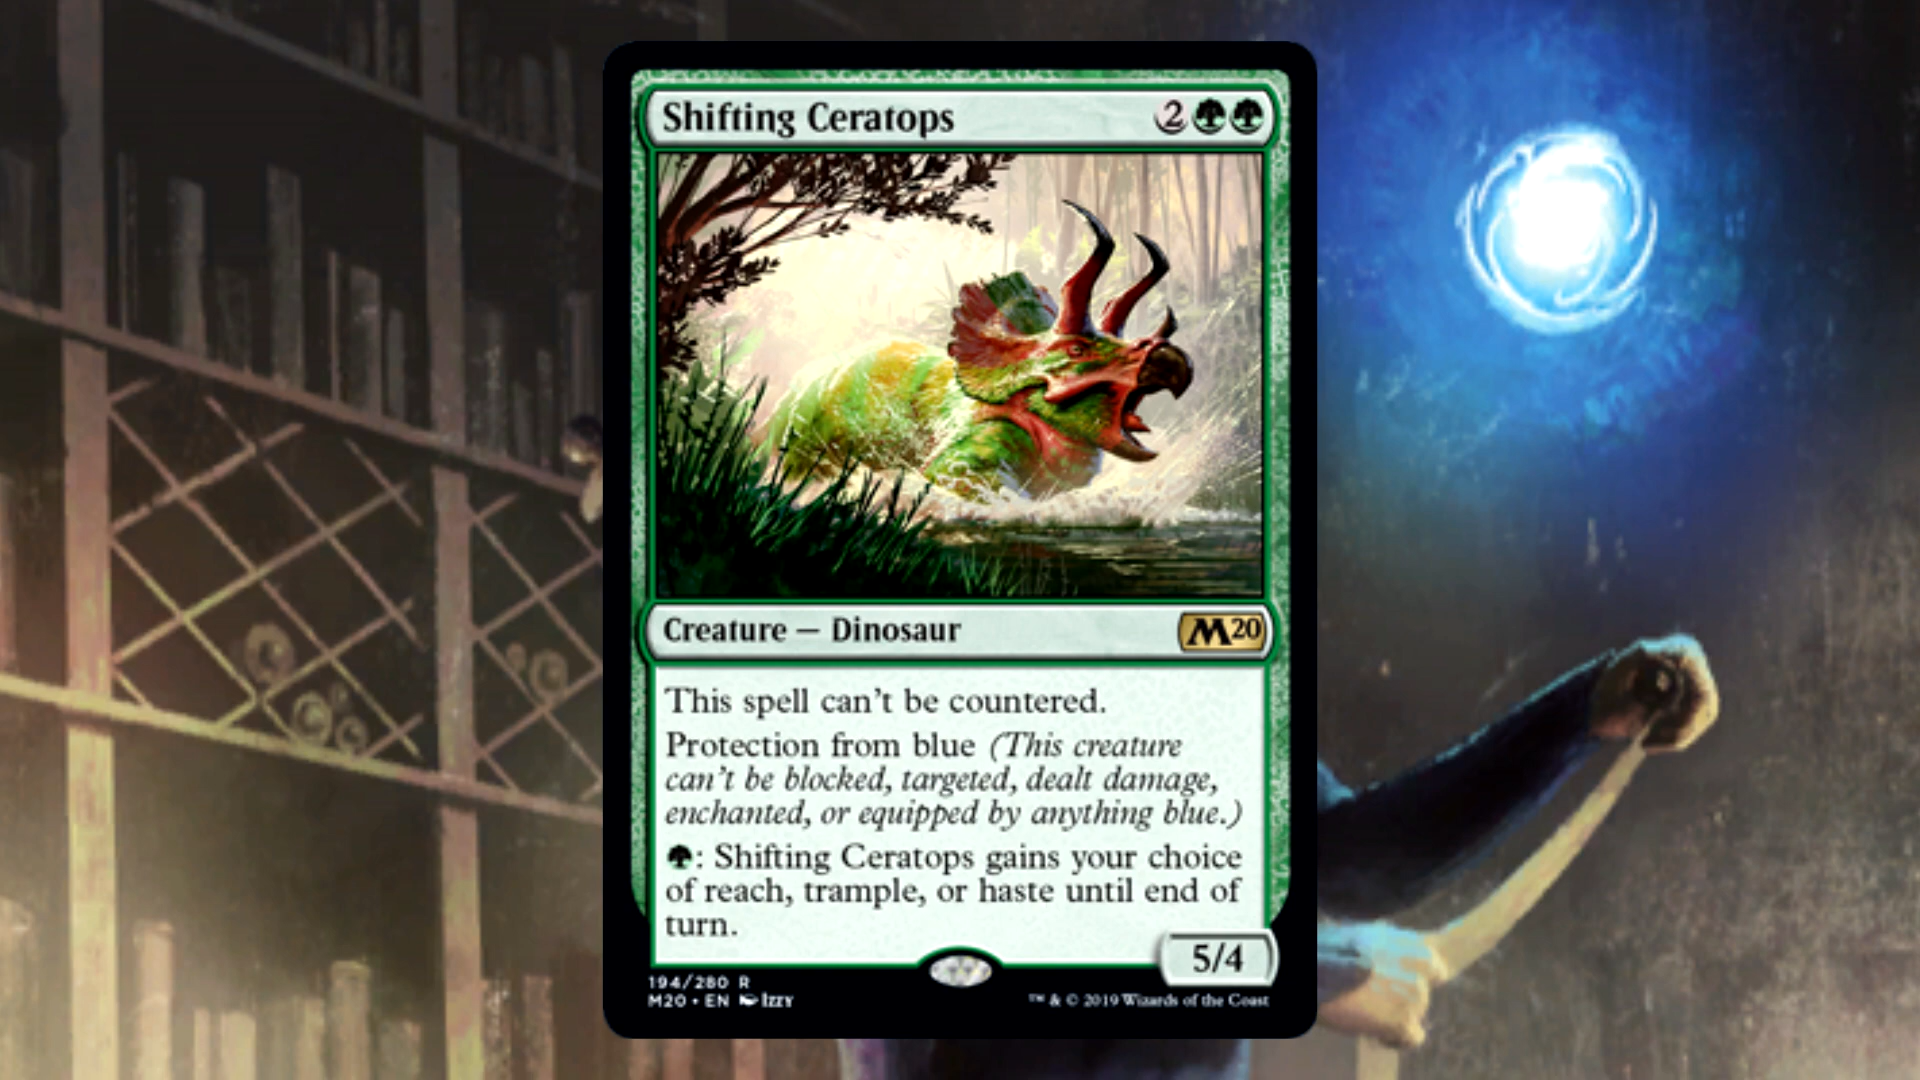 Shifting Ceratops 2
Creature — Dinosaur M20
This spell can't be countered.
Protection from blue (This creature
can't be blocked, targeted, dealt damage,
enchanted, or equipped by anything blue.)
: Shifting Ceratops gains your choice
of reach, trample, or haste until end of
turn.
5/4
194/280 R
M20 • EN Izzy
™ & © 2019 Wizards of the Coast